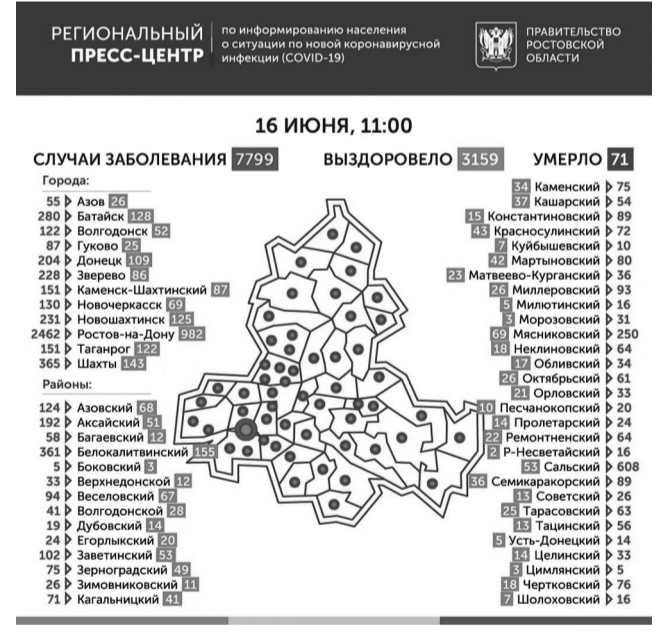 РЕГИОНАЛЬНЫЙ
ПРЕСС-ЦЕНТР
по информированию населения
о ситуации по новой коронавирусной
инфекции (COVID-19)
ПРАВИТЕЛЬСТВО
РОСТОВСКОЙ
ОБЛАСТИ
16 ИЮНЯ, 11:00
СЛУЧАИ ЗАБОЛЕВАНИЯ 7799
ВЫЗДОРОВЕЛО 3159
УМЕРЛО 71
Города:
55 Азов 26
280 Батайск 128
122 Волгодонск 52
87 Гуково 25
204 Донецк 109
228 Зверево 86
151 Каменск-Шахтинский 87
130 Новочеркасск 69
231 Новошахтинск 125
2462 Ростов-на-Дону 982
151 Таганрог 122
365 Шахты 143
Районы:
124 Азовский 68
192 Аксайский 51
58 Багаевский 12
361 Белокалитвинский 155
5 Боковский 3
33 Верхнедонской 12
94 Веселовский 67
41 Волгодонской 28
19 Дубовский 14
24 Егорлыкский 20
102 Заветинский 53
75 Зерноградский 49
26 Зимовниковский 11
71 Кагальницкий 41
34 Каменский 75
37 Кашарский 54
15 Константиновский 89
43 Красносулинский 72
7 Куйбышевский 10
42 Мартыновский 80
23 Матвеево-Курганский 36
26 Миллеровский 93
5 Милютинский 16
3 Морозовский 31
69 Мясниковский 250
18 Неклиновский 64
17 Обливский 34
26 Октябрьский 61
21 Орловский 33
10 Песчанокопский 20
14 Пролетарский 24
22 Ремонтненский 64
2 Р-Несветайский 16
53 Сальский 608
36 Семикаракорский 89
13 Советский 26
25 Тарасовский 63
13 Тацинский 56
5 Усть-Донецкий 14
14 Целинский 33
3 Цимлянский 5
18 Чертковский 76
7 Шолоховский 16